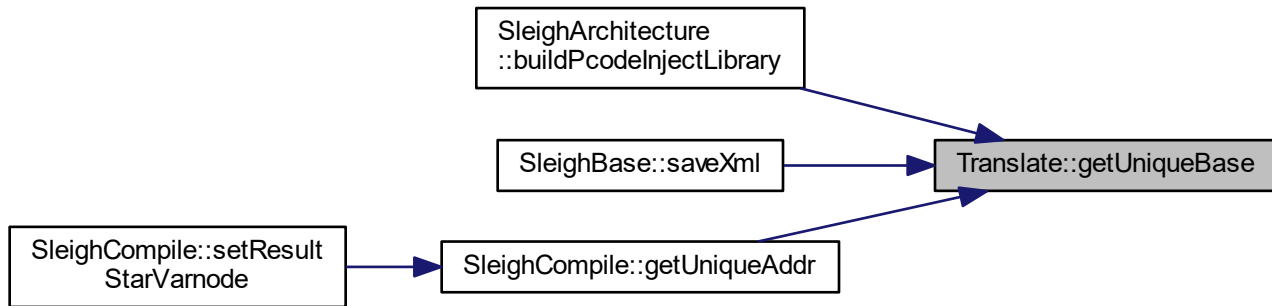 SleighArchitecture
::buildPcodeInjectLibrary
SleighBase::saveXml
Translate::getUniqueBase
SleighCompile::setResult
StarVarnode
SleighCompile::getUniqueAddr